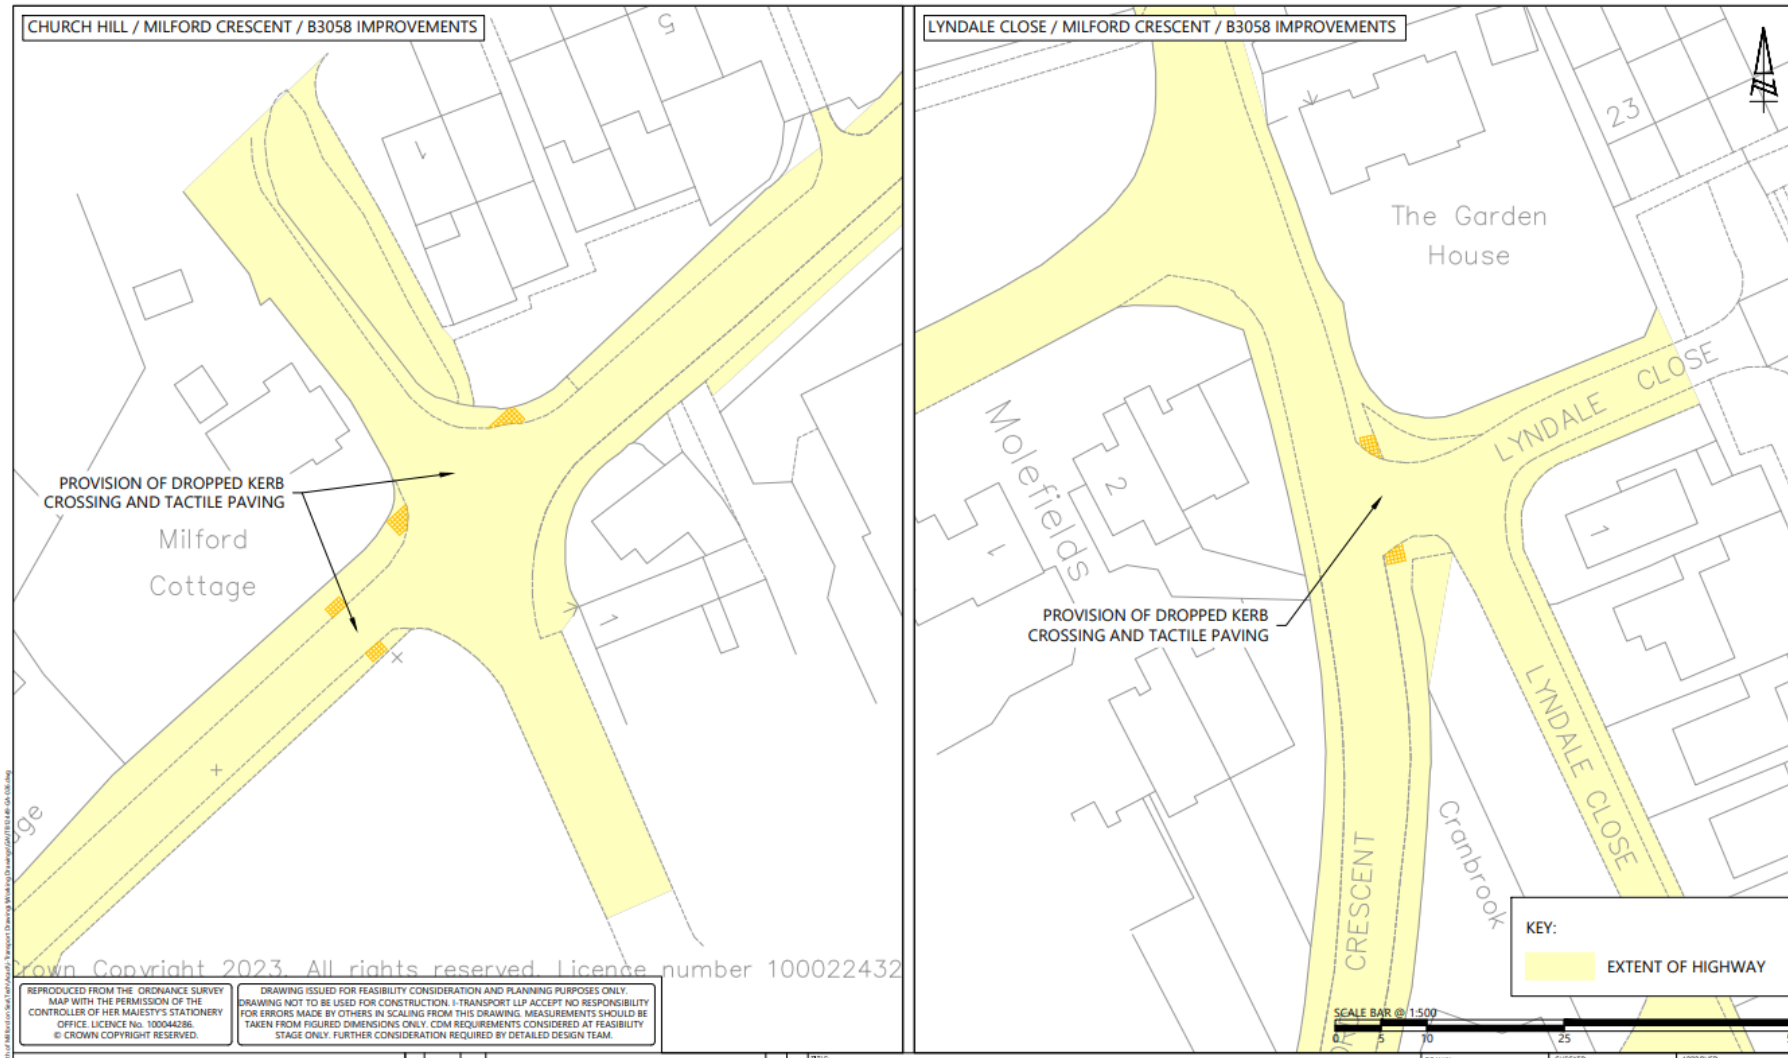 CHURCH HILL / MILFORD CRESCENT / B3058 IMPROVEMENTS
5
1
PROVISION OF DROPPED KERB
CROSSING AND TACTILE PAVING
Milford
Cottage
1
rown Copyright 2023. All rights reserved. Licence number 100022432
REPRODUCED FROM THE ORDNANCE SURVEY
MAP WITH THE PERMISSION OF THE
CONTROLLER OF HER MAJESTY'S STATIONERY
OFFICE. LICENCE No. 100044286.
© CROWN COPYRIGHT RESERVED.
DRAWING ISSUED FOR FEASIBILITY CONSIDERATION AND PLANNING PURPOSES ONLY.
DRAWING NOT TO BE USED FOR CONSTRUCTION. I-TRANSPORT LLP ACCEPT NO RESPONSIBILITY
FOR ERRORS MADE BY OTHERS IN SCALING FROM THIS DRAWING. MEASUREMENTS SHOULD BE
TAKEN FROM FIGURED DIMENSIONS ONLY. CDM REQUIREMENTS CONSIDERED AT FEASIBILITY
STAGE ONLY. FURTHER CONSIDERATION REQUIRED BY DETAILED DESIGN TEAM.
LYNDALE CLOSE / MILFORD CRESCENT / B3058 IMPROVEMENTS
23
The Garden
House
LYNDALE CLOSE
Molefields
2
1
1
PROVISION OF DROPPED KERB
CROSSING AND TACTILE PAVING
LYNDALE CLOSE
Cranbrook
CRESCENT
KEY:
EXTENT OF HIGHWAY
SCALE BAR @ 1:500
0 5 10 25